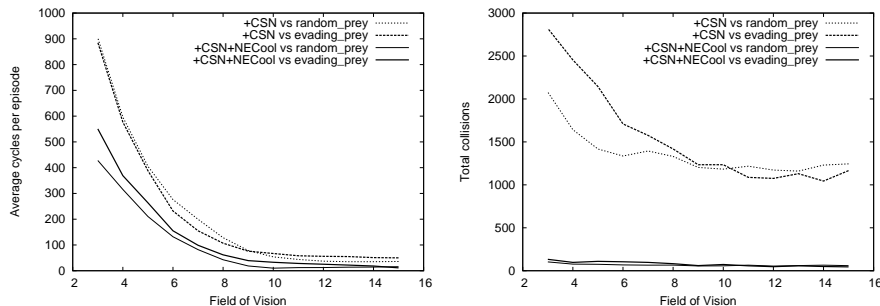 +CSN vs random_prey
+CSN vs evading_prey
+CSN+NECool vs random_prey
+CSN+NECool vs evading_prey
Average cycles per episode
1000
900
800
700
600
500
400
300
200
100
0
2 4 6 8 10 12 14 16
Field of Vision
+CSN vs random_prey
+CSN vs evading_prey
+CSN+NECool vs random_prey
+CSN+NECool vs evading_prey
Total collisions
3000
2500
2000
1500
1000
500
0
2 4 6 8 10 12 14 16
Field of Vision